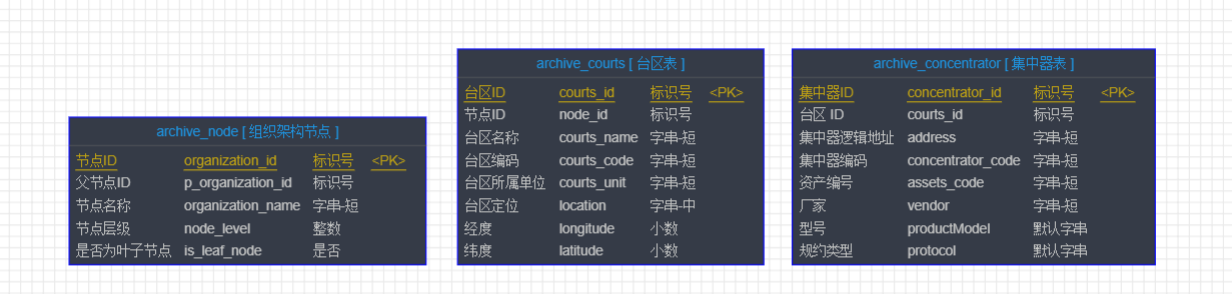 archive_node [ 组织架构节点 ]
节点ID organization_id 标识号 <PK>
父节点ID p_organization_id 标识号
节点名称 organization_name 字串-短
节点层级 node_level 整数
是否为叶子节点 is_leaf_node 是否
archive_courts [ 台区表 ]
台区ID courts_id 标识号 <PK>
节点ID node_id 标识号
台区名称 courts_name 字串-短
台区编码 courts_code 字串-短
台区所属单位 courts_unit 字串-短
台区定位 location 字串-中
经度 longitude 小数
纬度 latitude 小数
archive_concentrator [ 集中器表 ]
集中器ID concentrator_id 标识号 <PK>
台区 ID courts_id 标识号
集中器逻辑地址 address 字串-短
集中器编码 concentrator_code 字串-短
资产编号 assets_code 字串-短
厂家 vendor 字串-短
型号 productModel 默认字串
规约类型 protocol 默认字串